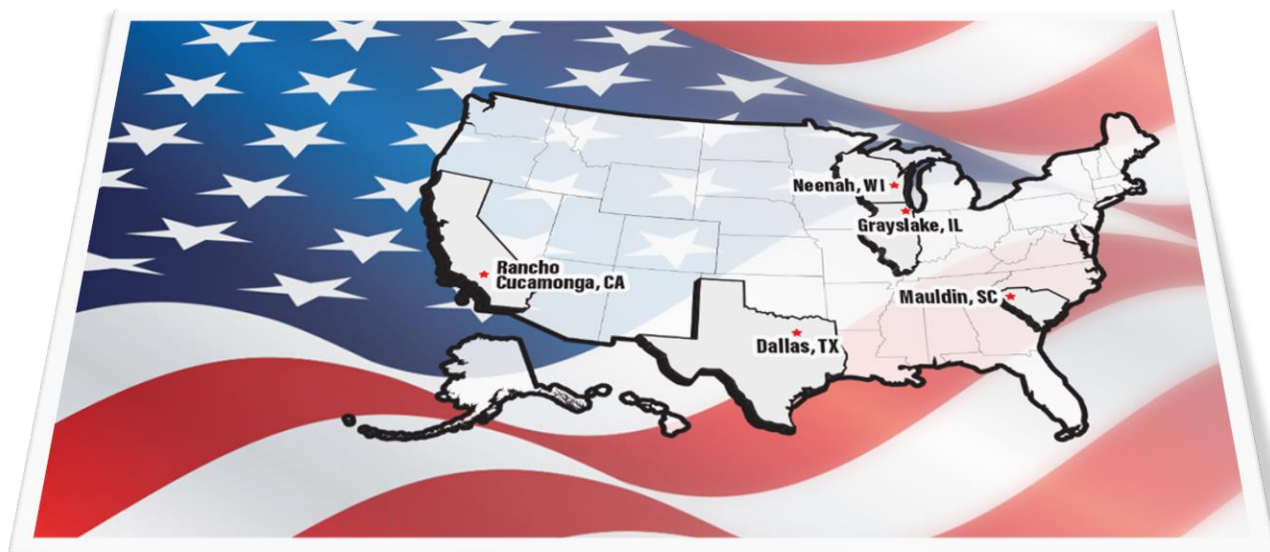 Neenah, WI
Grayslake, IL
Rancho
Cucamonga, CA
Mauldin, SC
Dallas, TX